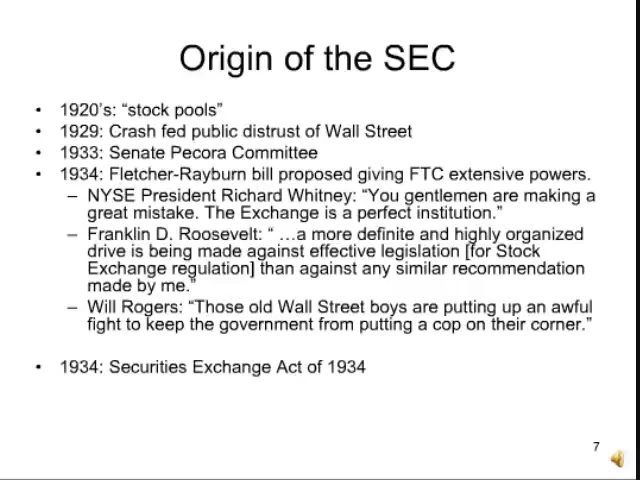 Origin of the SEC
• 1920's: “stock pools”
• 1929: Crash fed public distrust of Wall Street
• 1933: Senate Pecora Committee
• 1934: Fletcher-Rayburn bill proposed giving FTC extensive powers.
– NYSE President Richard Whitney: “You gentlemen are making a
great mistake. The Exchange is a perfect institution.”
– Franklin D. Roosevelt: “ …a more definite and highly organized
drive is being made against effective legislation [for Stock
Exchange regulation] than against any similar recommendation
made by me.”
– Will Rogers: “Those old Wall Street boys are putting up an awful
fight to keep the government from putting a cop on their corner.”
• 1934: Securities Exchange Act of 1934
7